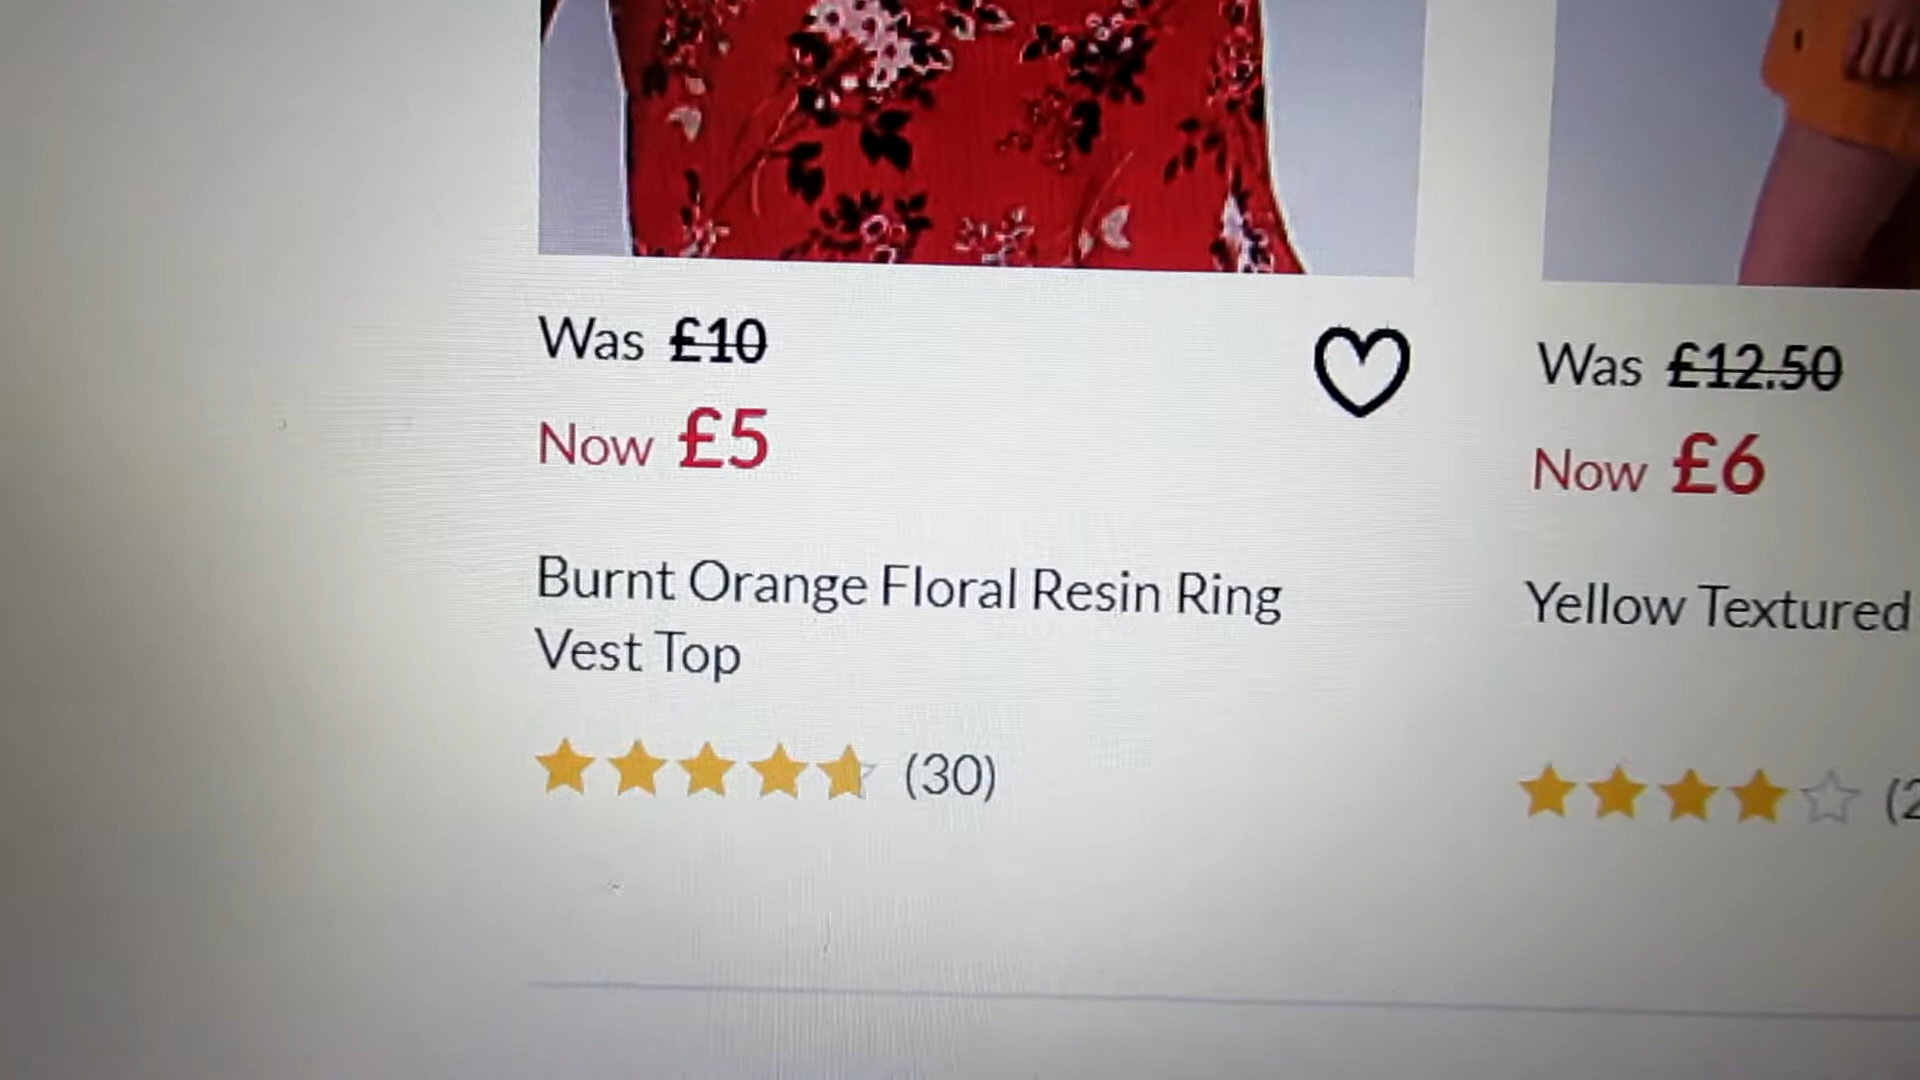 Was £10
Now £5
Burnt Orange Floral Resin Ring
Vest Top
(30)
Was £12.50
Now £6
Yellow Textured
(2